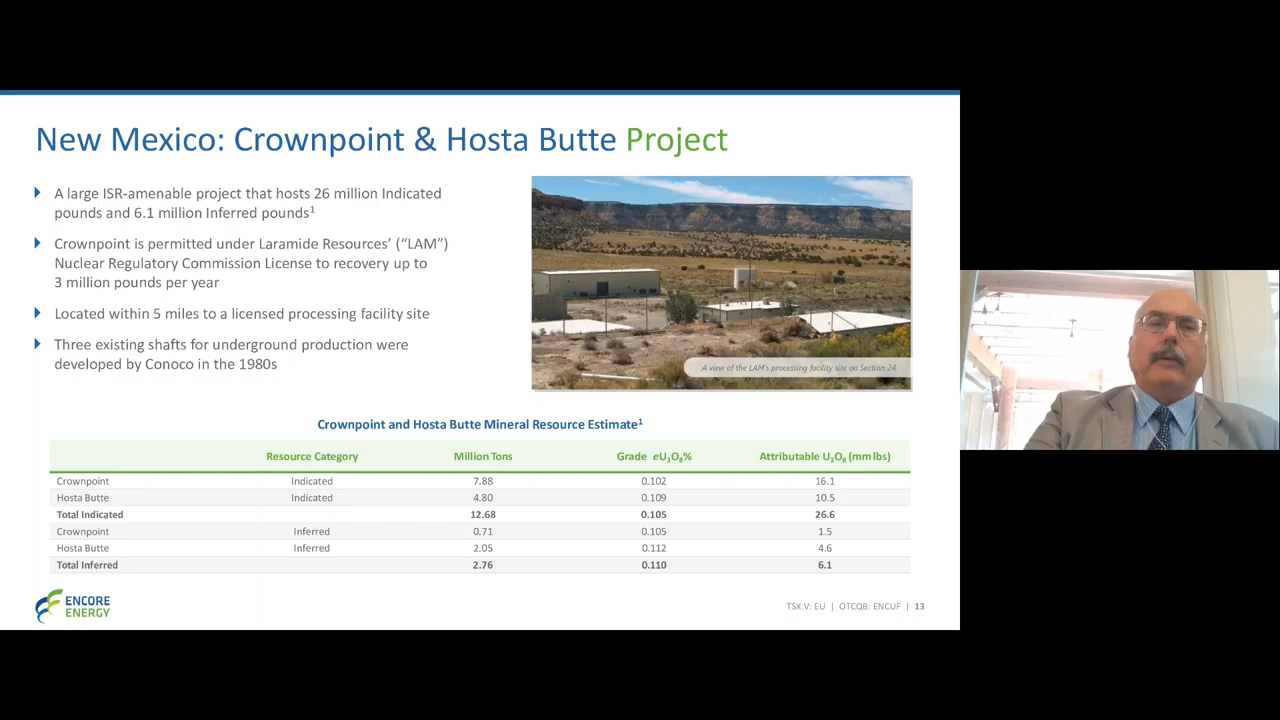 New Mexico: Crownpoint & Hosta Butte Project
A large ISR-amenable project that hosts 26 million Indicated
pounds and 6.1 million Inferred pounds¹
Crownpoint is permitted under Laramide Resources’ (“LAM”)
Nuclear Regulatory Commission License to recovery up to
3 million pounds per year
Located within 5 miles to a licensed processing facility site
Three existing shafts for underground production were
developed by Conoco in the 1980s
A view of the LAM's processing facility site on Section 24
Crownpoint and Hosta Butte Mineral Resource Estimate¹
Resource Category Million Tons Grade eU₃O₈% Attributable U₃O₈ (mm lbs)
Crownpoint Indicated 7.88 0.102 16.1
Hosta Butte Indicated 4.80 0.109 10.5
Total Indicated 12.68 0.105 26.6
Crownpoint Inferred 0.71 0.105 1.5
Hosta Butte Inferred 2.05 0.112 4.6
Total Inferred 2.76 0.110 6.1
ENCORE
ENERGY
TSX.V: EU | OTCQB: ENCUF | 13